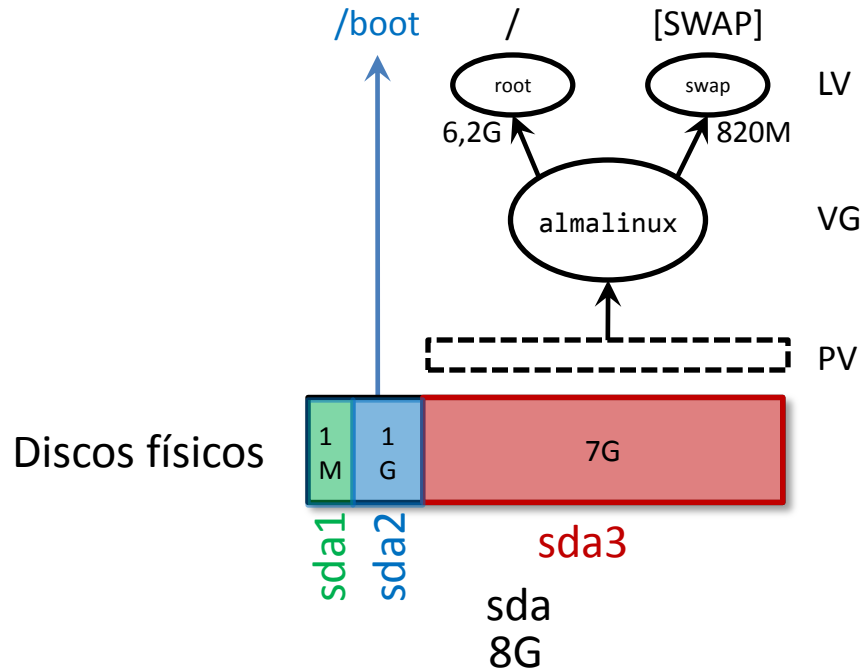 /boot / [SWAP]
root swap LV
6,2G 820M
almalinux VG
PV
Discos físicos
1 1 7G
M G
sda1 sda2 sda3
sda
8G